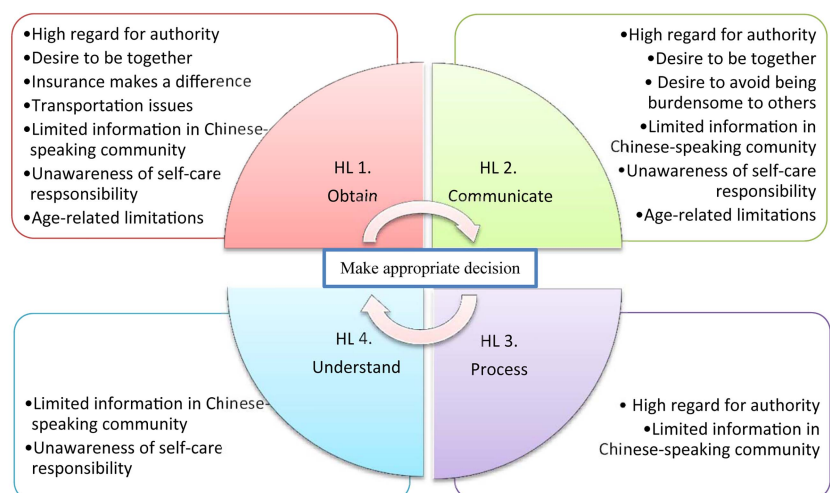 •High regard for authority
•Desire to be together
•Insurance makes a difference
•Transportation issues
•Limited information in Chinese-
speaking community
•Unawareness of self-care
respsonsibility
•Age-related limitations
•High regard for authority
•Desire to be together
• Desire to avoid being
burdensome to others
•Limited information in
Chinese-speaking comunity
•Unawareness of self-care
responsibility
•Age-related limitations
HL 1.
Obtain
HL 2.
Communicate
Make appropriate decision
HL 4.
Understand
HL 3.
Process
•Limited information in Chinese-
speaking community
•Unawareness of self-care
responsibility
• High regard for authority
•Limited information in
Chinese-speaking community